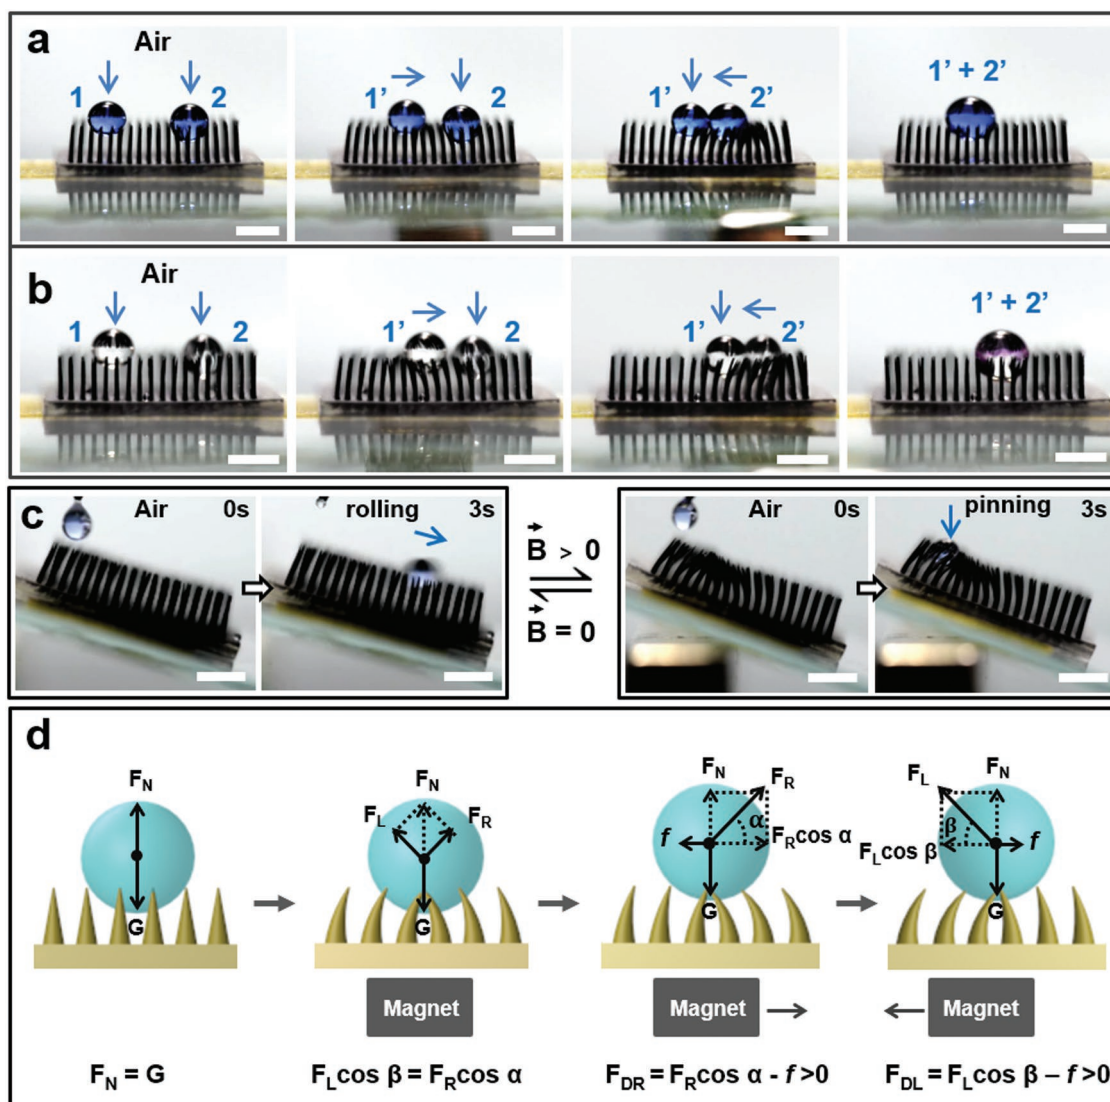 a
Air
1
2
1’
2
1’
2’
1’ + 2’
b
Air
1
2
1’
2
1’
2’
1’ + 2’
c
Air
0s
rolling
3s
B > 0
B = 0
Air
0s
pinning
3s
d
F_N
G
F_N
F_L
F_R
G
Magnet
F_N
F_R
f
α
F_R cos α
G
Magnet
F_L
F_N
β
F_L cos β
f
G
Magnet
F_N = G
F_L cos β = F_R cos α
F_DR = F_R cos α - f >0
F_DL = F_L cos β – f >0